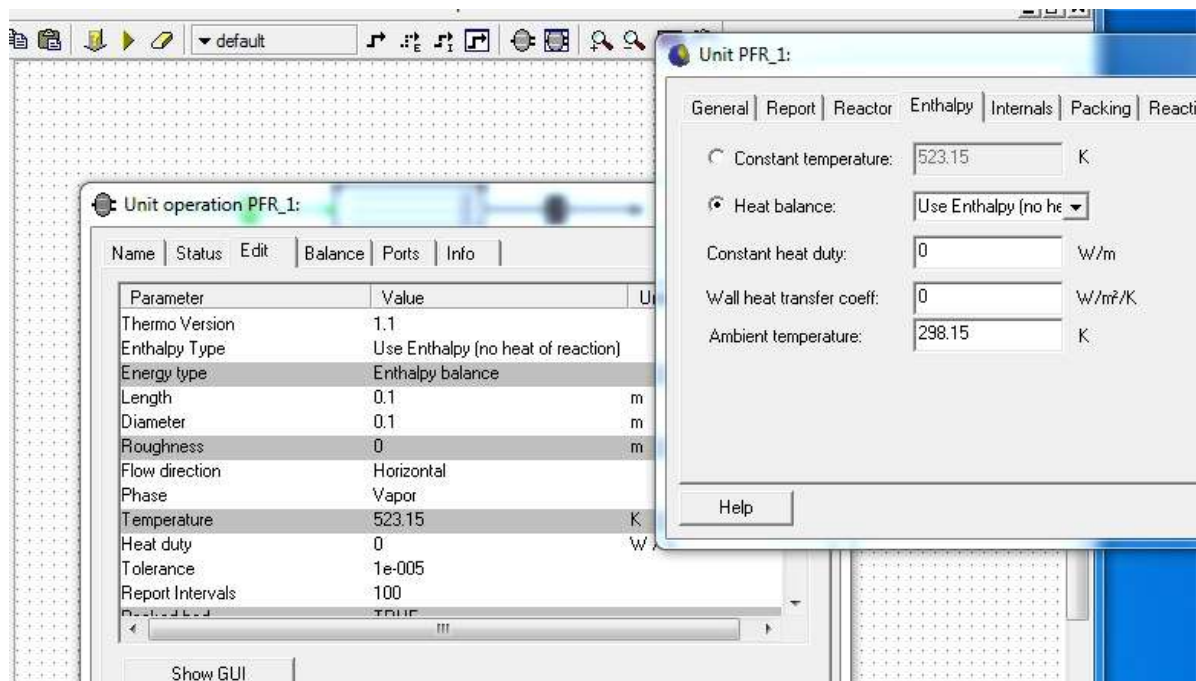 default
Unit PFR_1:
General Report Reactor Enthalpy Internals Packing
Constant temperature: 523.15 K
Heat balance: Use Enthalpy (no he
Constant heat duty: 0 W/m
Wall heat transfer coeff: 0 W/m²/K
Ambient temperature: 298.15 K
Help
Unit operation PFR_1:
Name Status Edit Balance Ports Info
Parameter Value
Thermo Version 1.1
Enthalpy Type Use Enthalpy (no heat of reaction)
Energy type Enthalpy balance
Length 0.1 m
Diameter 0.1 m
Roughness 0 m
Flow direction Horizontal
Phase Vapor
Temperature 523.15 K
Heat duty 0 W /
Tolerance 1e-005
Report Intervals 100
Show GUI